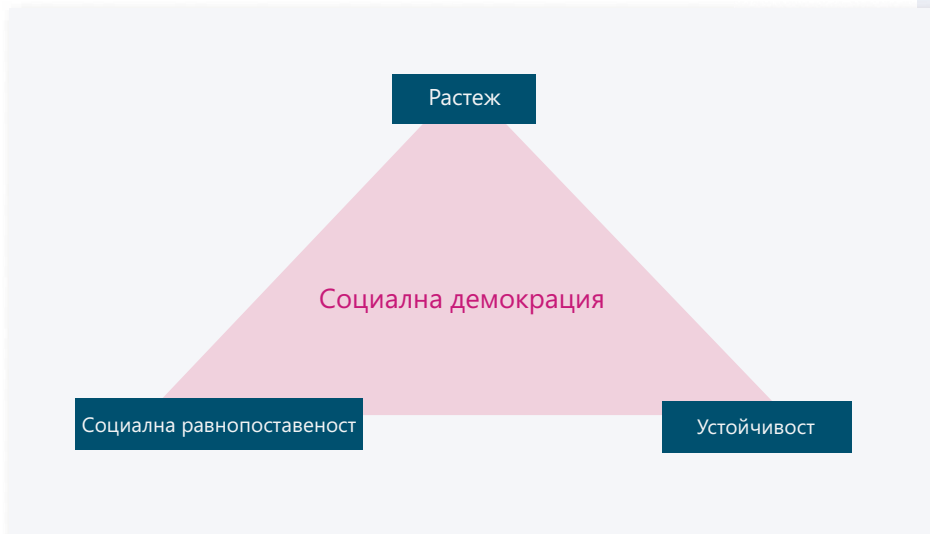 Растеж
Социална демокрация
Социална равнопоставеност
Устойчивост